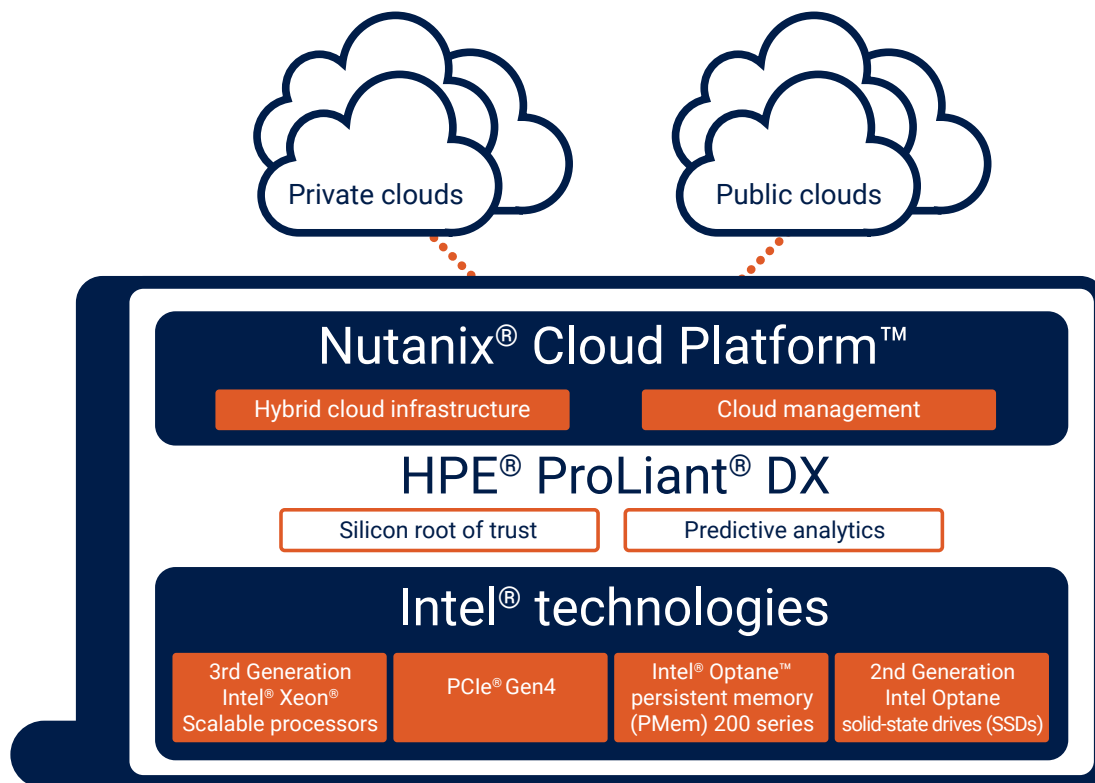 Private clouds
Public clouds
Nutanix® Cloud Platform™
Hybrid cloud infrastructure
Cloud management
HPE® ProLiant® DX
Silicon root of trust
Predictive analytics
Intel® technologies
3rd Generation
Intel® Xeon®
Scalable processors
PCIe® Gen4
Intel® Optane™
persistent memory
(PMem) 200 series
2nd Generation
Intel Optane
solid-state drives (SSDs)